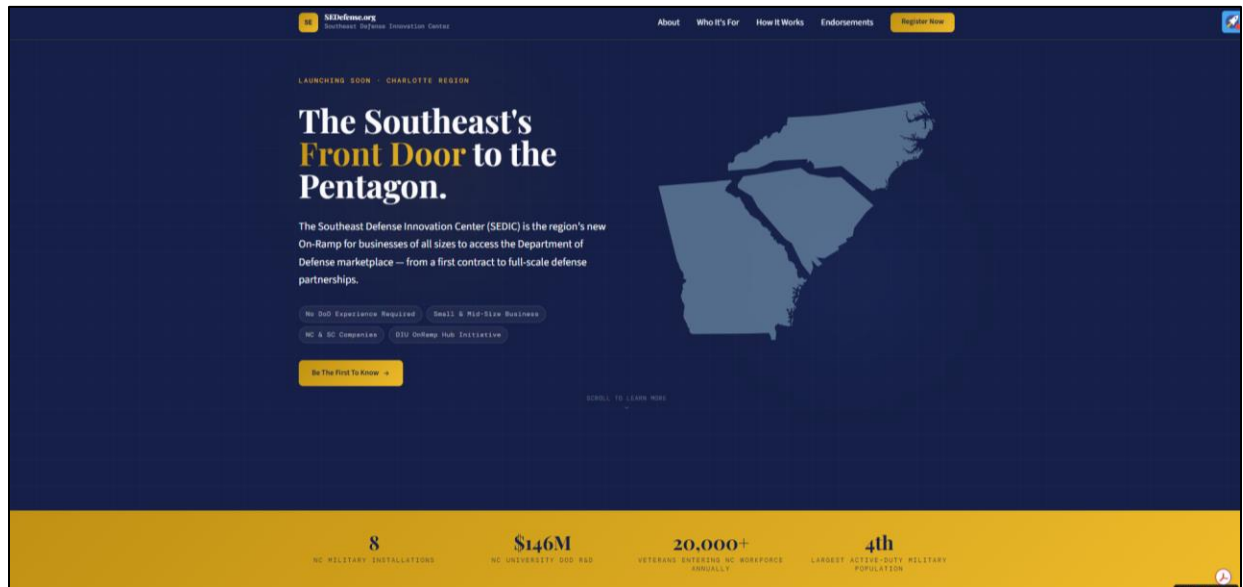 SE
SEDefense.org
Southeast Defense Innovation Center
About Who It's For How It Works Endorsements Register Now
LAUNCHING SOON · CHARLOTTE REGION
The Southeast's
Front Door to the
Pentagon.
The Southeast Defense Innovation Center (SEDIC) is the region's new
On-Ramp for businesses of all sizes to access the Department of
Defense marketplace — from a first contract to full-scale defense
partnerships.
No DoD Experience Required Small & Mid-Size Business
NC & SC Companies DIU OnRamp Hub Initiative
Be The First To Know →
SCROLL TO LEARN MORE
8
NC MILITARY INSTALLATIONS
$146M
NC UNIVERSITY DOD R&D
20,000+
VETERANS ENTERING NC WORKFORCE
ANNUALLY
4th
LARGEST ACTIVE-DUTY MILITARY
POPULATION